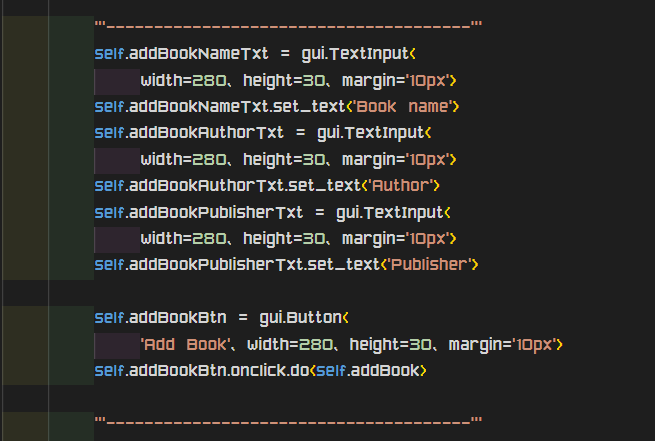 '''-------------------------------------'''
self.addBookNameTxt = gui.TextInput(
width=280, height=30, margin='10px')
self.addBookNameTxt.set_text('Book name')
self.addBookAuthorTxt = gui.TextInput(
width=280, height=30, margin='10px')
self.addBookAuthorTxt.set_text('Author')
self.addBookPublisherTxt = gui.TextInput(
width=280, height=30, margin='10px')
self.addBookPublisherTxt.set_text('Publisher')
self.addBookBtn = gui.Button(
'Add Book', width=280, height=30, margin='10px')
self.addBookBtn.onclick.do(self.addBook)
'''-------------------------------------'''